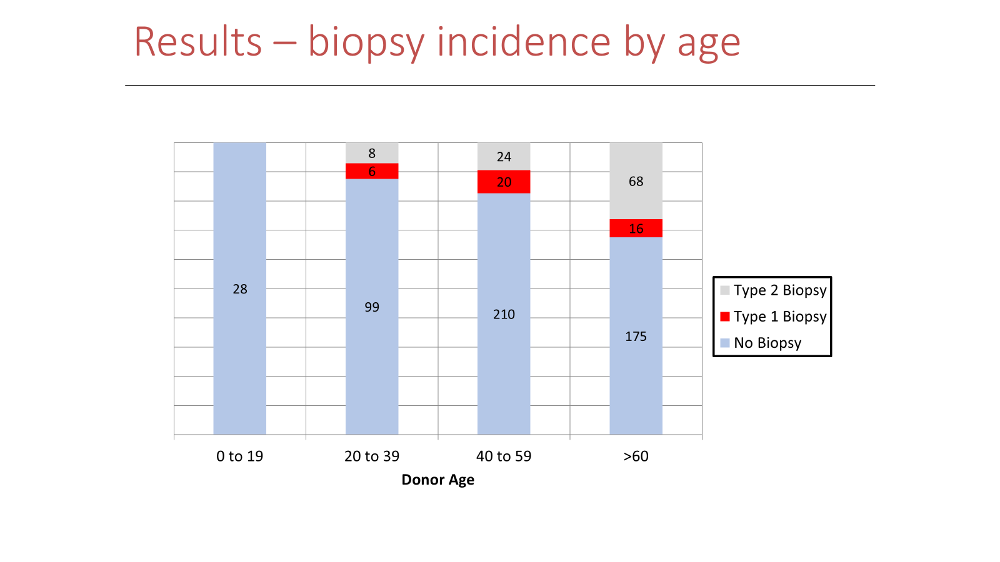 Results – biopsy incidence by age
8
24
6
20
68
16
28
99
210
175
Type 2 Biopsy
Type 1 Biopsy
No Biopsy
0 to 19
20 to 39
40 to 59
>60
Donor Age